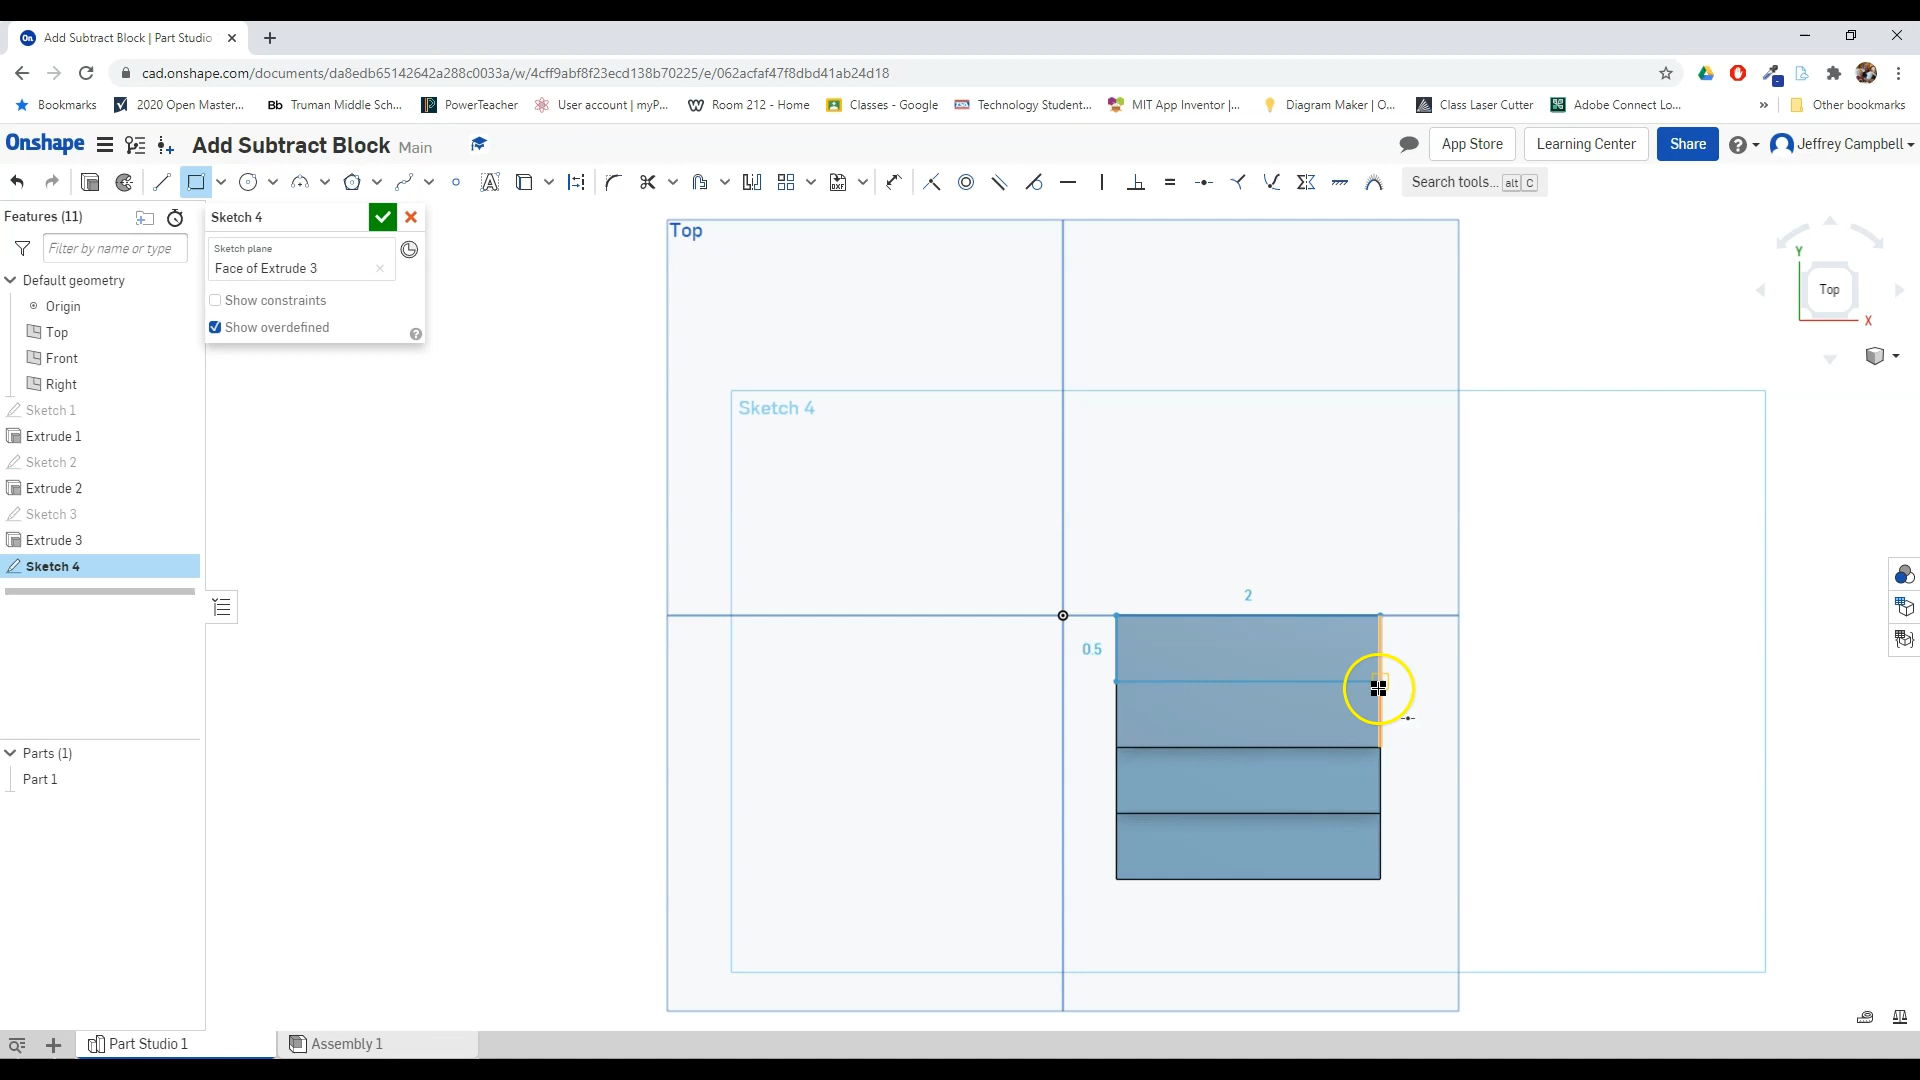 On Add Subtract Block | Part Studio
cad.onshape.com/documents/da8edb65142642a288c0033a/w/4cff9abf8f23ecd138b70225/e/062acfaf47f8dbd41ab24d18
Bookmarks 2020 Open Master... Bb Truman Middle Sch... PowerTeacher User account | myP... Room 212 - Home Classes - Google Technology Student... MIT App Inventor |... Diagram Maker | O... Class Laser Cutter Adobe Connect Lo... » Other bookmarks
Onshape Add Subtract Block Main App Store Learning Center Share Jeffrey Campbell
Search tools... alt C
Features (11)
Sketch 4
Filter by name or type
Sketch plane
Face of Extrude 3
Show constraints
Show overdefined
Default geometry
Origin
Top
Front
Right
Sketch 1
Extrude 1
Sketch 2
Extrude 2
Sketch 3
Extrude 3
Sketch 4
Parts (1)
Part 1
Top
Sketch 4
2
0.5
Y
Top
X
Part Studio 1 Assembly 1